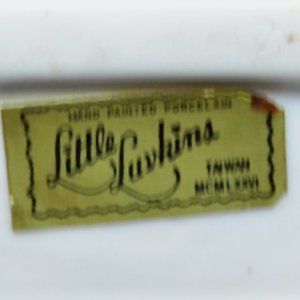 HAND PAINTED PORCELAIN
Little Luvkins
TAIWAN
MCMLXXVI